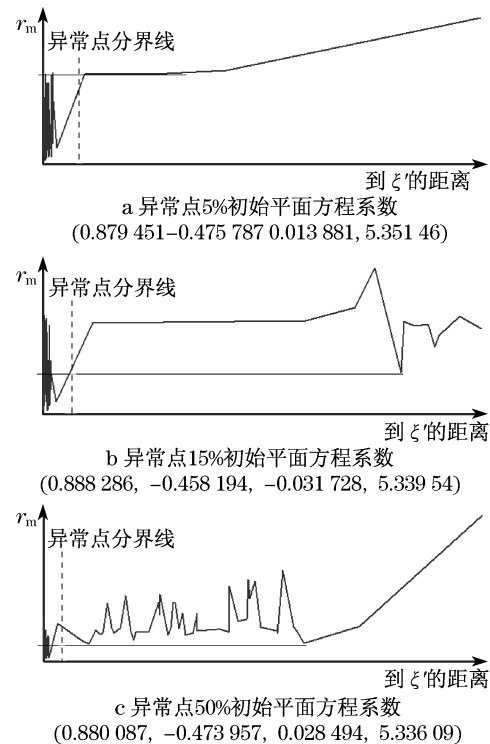 rm
异常点分界线
到ξ′的距离
a 异常点5%初始平面方程系数
(0.879 451-0.475 787 0.013 881, 5.351 46)
rm
异常点分界线
到ξ′的距离
b 异常点15%初始平面方程系数
(0.888 286, -0.458 194, -0.031 728, 5.339 54)
rm
异常点分界线
到ξ′的距离
c 异常点50%初始平面方程系数
(0.880 087, -0.473 957, 0.028 494, 5.336 09)